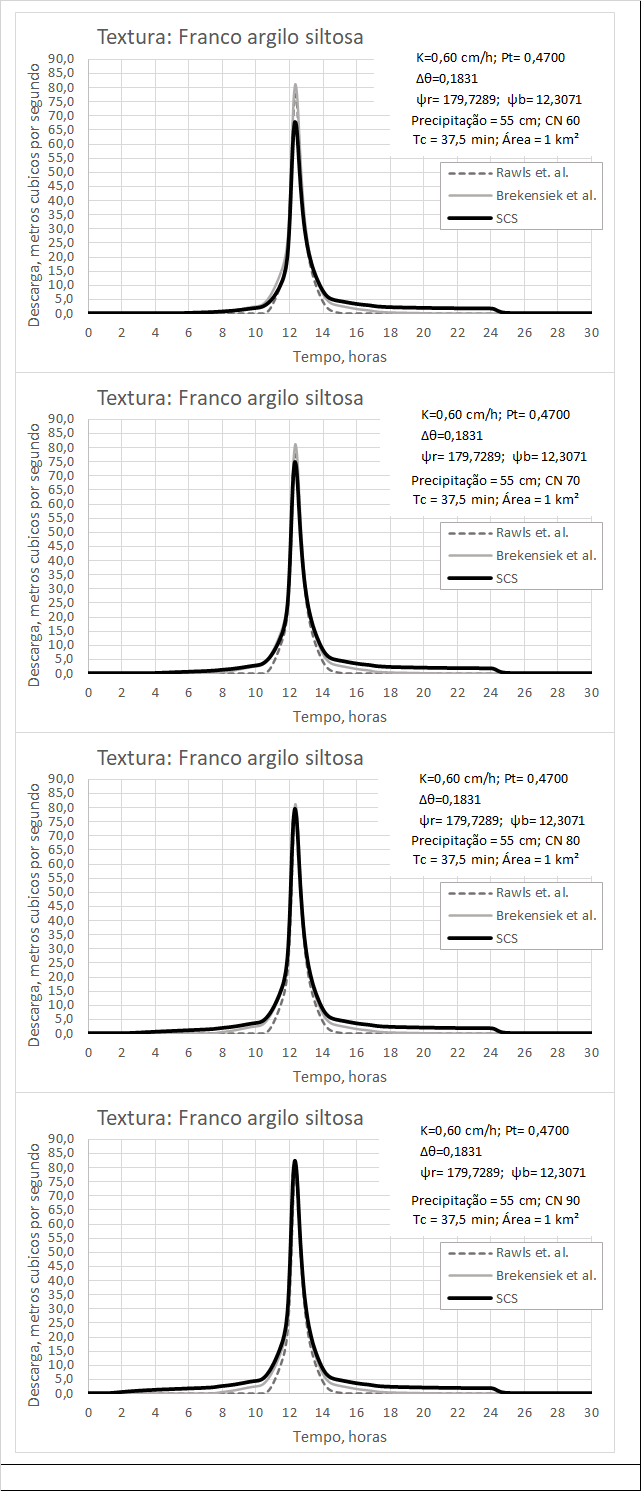 Textura: Franco argilo siltosa
K=0,60 cm/h; Pt= 0,4700
Δθ=0,1831
ψr= 179,7289; ψb= 12,3071
Precipitação = 55 cm; CN 60
Tc = 37,5 min; Área = 1 km²
Rawls et. al.
Brekensiek et al.
SCS
Descarga, metros cubicos por segundo
90,0
85,0
80,0
75,0
70,0
65,0
60,0
55,0
50,0
45,0
40,0
35,0
30,0
25,0
20,0
15,0
10,0
5,0
0,0
0 2 4 6 8 10 12 14 16 18 20 22 24 26 28 30
Tempo, horas
Textura: Franco argilo siltosa
K=0,60 cm/h; Pt= 0,4700
Δθ=0,1831
ψr= 179,7289; ψb= 12,3071
Precipitação = 55 cm; CN 70
Tc = 37,5 min; Área = 1 km²
Rawls et. al.
Brekensiek et al.
SCS
Descarga, metros cubicos por segundo
90,0
85,0
80,0
75,0
70,0
65,0
60,0
55,0
50,0
45,0
40,0
35,0
30,0
25,0
20,0
15,0
10,0
5,0
0,0
0 2 4 6 8 10 12 14 16 18 20 22 24 26 28 30
Tempo, horas
Textura: Franco argilo siltosa
K=0,60 cm/h; Pt= 0,4700
Δθ=0,1831
ψr= 179,7289; ψb= 12,3071
Precipitação = 55 cm; CN 80
Tc = 37,5 min; Área = 1 km²
Rawls et. al.
Brekensiek et al.
SCS
Descarga, metros cubicos por segundo
90,0
85,0
80,0
75,0
70,0
65,0
60,0
55,0
50,0
45,0
40,0
35,0
30,0
25,0
20,0
15,0
10,0
5,0
0,0
0 2 4 6 8 10 12 14 16 18 20 22 24 26 28 30
Tempo, horas
Textura: Franco argilo siltosa
K=0,60 cm/h; Pt= 0,4700
Δθ=0,1831
ψr= 179,7289; ψb= 12,3071
Precipitação = 55 cm; CN 90
Tc = 37,5 min; Área = 1 km²
Rawls et. al.
Brekensiek et al.
SCS
Descarga, metros cubicos por segundo
90,0
85,0
80,0
75,0
70,0
65,0
60,0
55,0
50,0
45,0
40,0
35,0
30,0
25,0
20,0
15,0
10,0
5,0
0,0
0 2 4 6 8 10 12 14 16 18 20 22 24 26 28 30
Tempo, horas